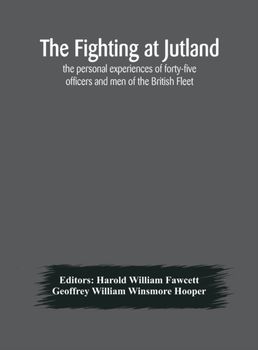 The Fighting at Jutland
the personal experiences of forty-five
officers and men of the British Fleet
Editors: Harold William Fawcett
Geoffrey William Winsmore Hooper